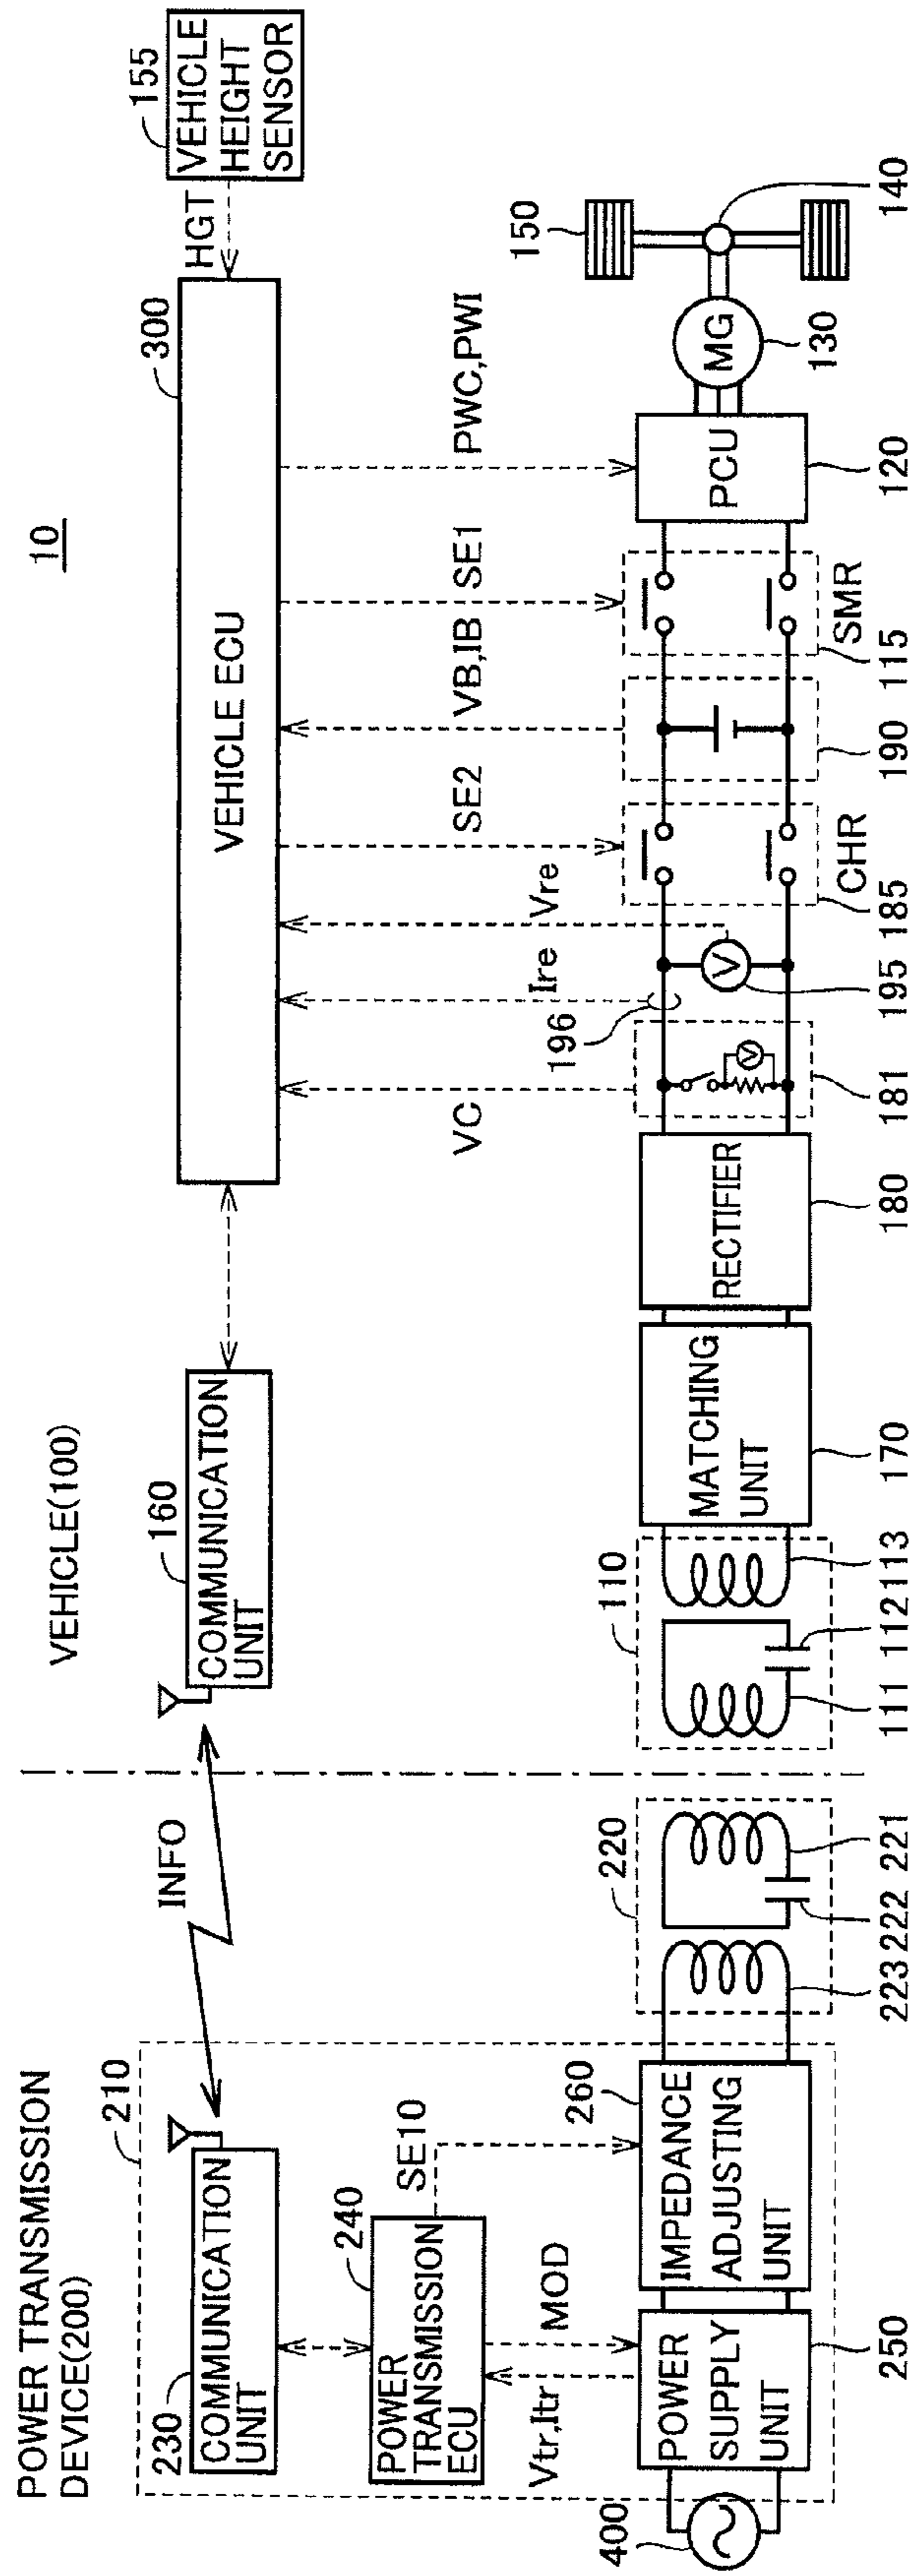 10
POWER TRANSMISSION
DEVICE(200)
VEHICLE(100)
210
230
COMMUNICATION
UNIT
INFO
160
COMMUNICATION
UNIT
300
VEHICLE ECU
HGT
155
VEHICLE
HEIGHT
SENSOR
240
POWER
TRANSMISSION
ECU
SE10
Vtr,Itr
MOD
VC
Ire
Vre
SE2
VB,IB
SE1
PWC,PWI
400
POWER
SUPPLY
UNIT
250
260
IMPEDANCE
ADJUSTING
UNIT
220
223
222
221
110
111
112
113
MATCHING
UNIT
170
RECTIFIER
180
181
V
196
V
195
185
CHR
190
115
SMR
PCU
120
MG
130
140
150